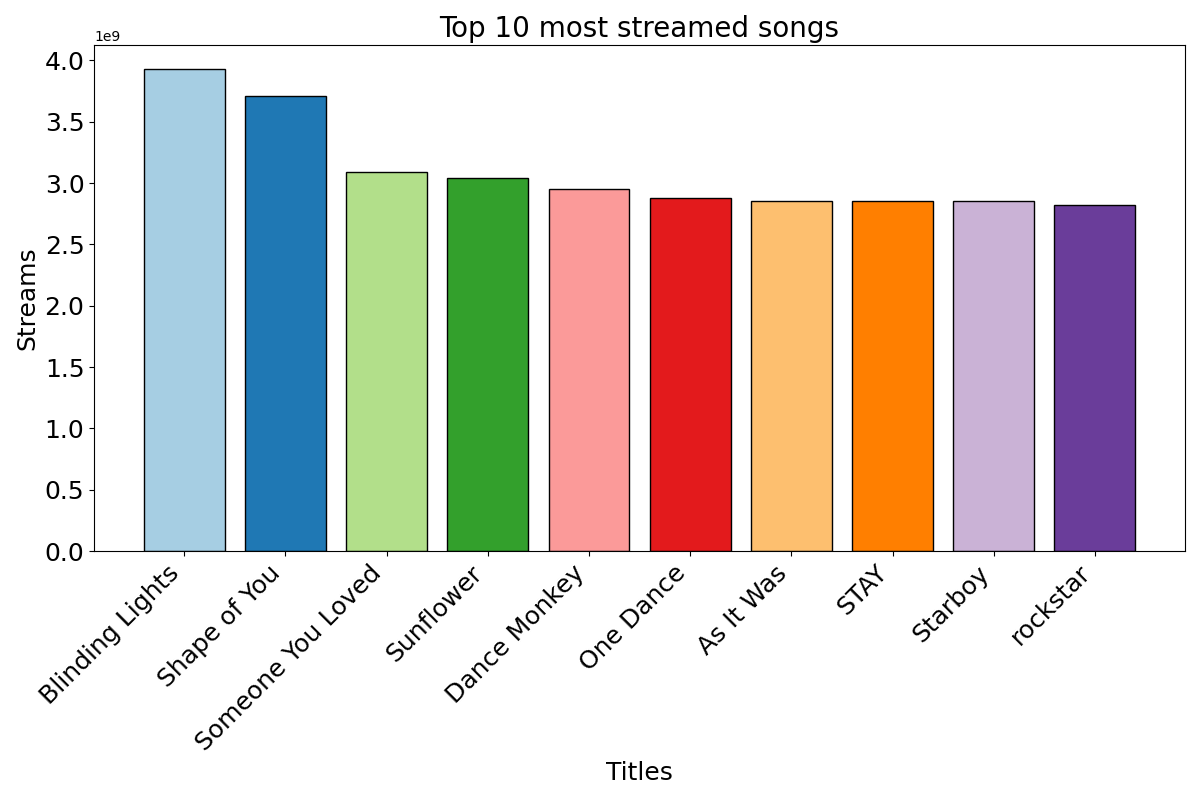 Top 10 most streamed songs
1e9
4.0
3.5
3.0
2.5
2.0
1.5
1.0
0.5
0.0
Streams
Blinding Lights
Shape of You
Someone You Loved
Sunflower
Dance Monkey
One Dance
As It Was
STAY
Starboy
rockstar
Titles